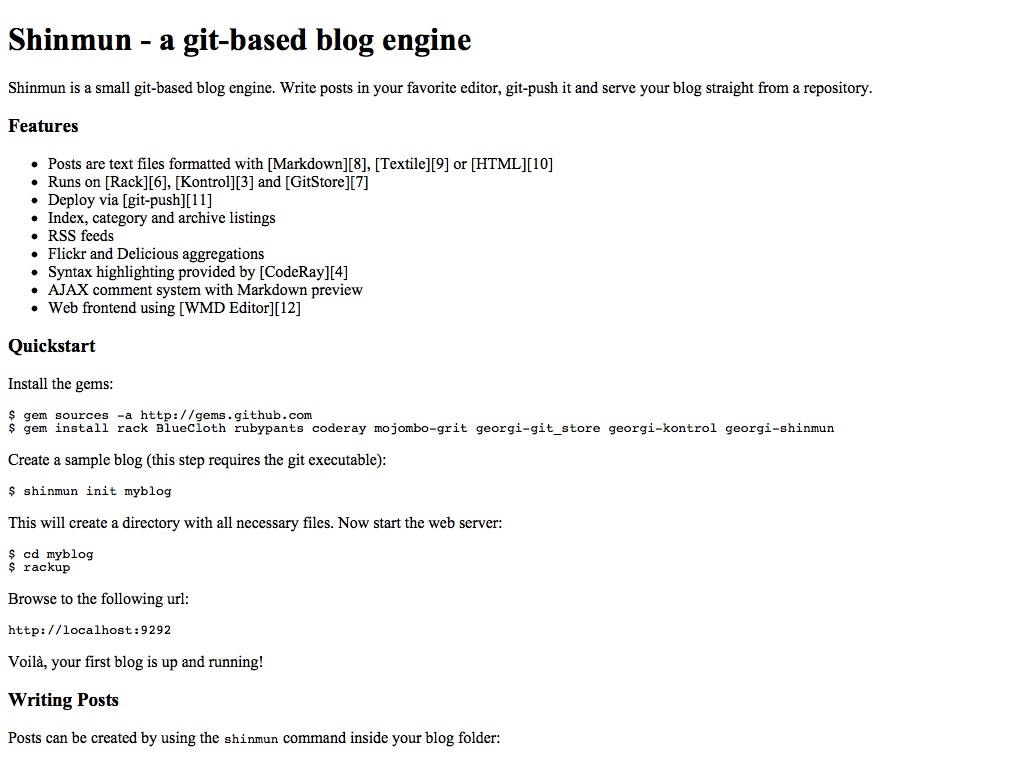 Shinmun - a git-based blog engine
Shinmun is a small git-based blog engine. Write posts in your favorite editor, git-push it and serve your blog straight from a repository.
Features
• Posts are text files formatted with [Markdown][8], [Textile][9] or [HTML][10]
• Runs on [Rack][6], [Kontrol][3] and [GitStore][7]
• Deploy via [git-push][11]
• Index, category and archive listings
• RSS feeds
• Flickr and Delicious aggregations
• Syntax highlighting provided by [CodeRay][4]
• AJAX comment system with Markdown preview
• Web frontend using [WMD Editor][12]
Quickstart
Install the gems:
$ gem sources -a http://gems.github.com
$ gem install rack BlueCloth rubypants coderay mojombo-grit georgi-git_store georgi-kontrol georgi-shinmun
Create a sample blog (this step requires the git executable):
$ shinmun init myblog
This will create a directory with all necessary files. Now start the web server:
$ cd myblog
$ rackup
Browse to the following url:
http://localhost:9292
Voilà, your first blog is up and running!
Writing Posts
Posts can be created by using the shinmun command inside your blog folder: